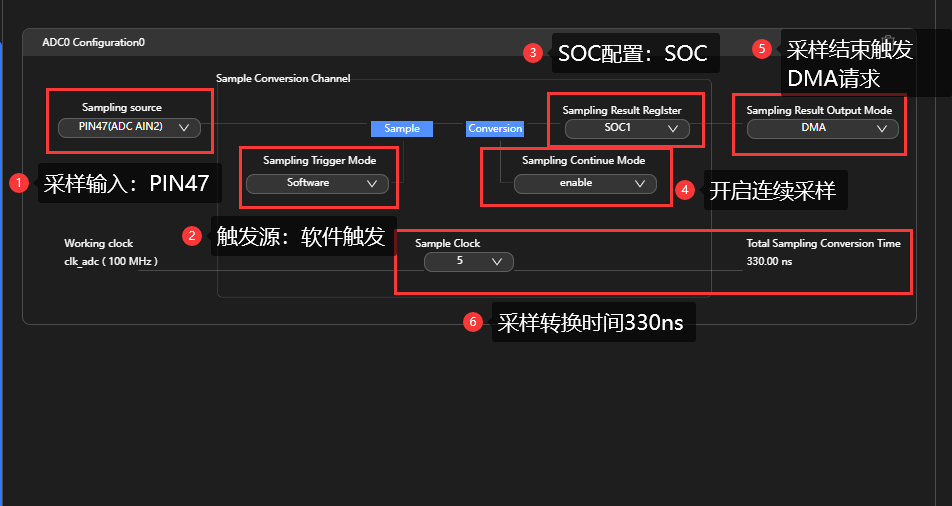 ADC0 Configuration0
3 SOC配置：SOC
5 采样结束触发
DMA请求
Sample Conversion Channel
Sampling source
PIN47(ADC AIN2)
Sample
Conversion
Sampling Result Register
SOC1
Sampling Result Output Mode
DMA
Sampling Trigger Mode
Software
Sampling Continue Mode
enable
1 采样输入：PIN47
4 开启连续采样
2 触发源：软件触发
Working clock
clk_adc ( 100 MHz )
Sample Clock
5
Total Sampling Conversion Time
330.00 ns
6 采样转换时间330ns